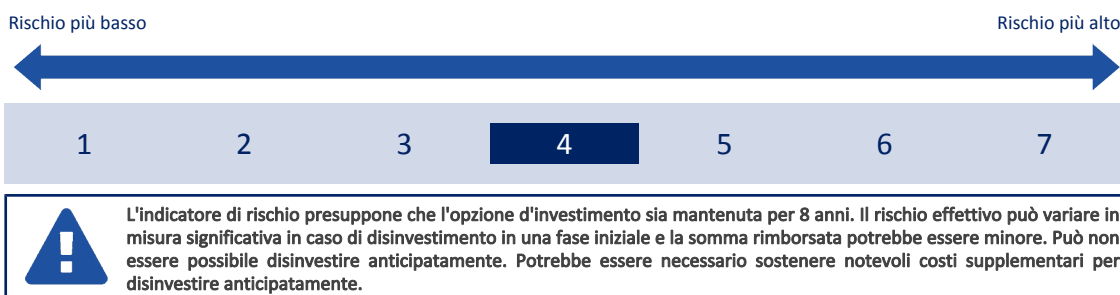 Rischio più basso Rischio più alto
1 2 3 4 5 6 7
L'indicatore di rischio presuppone che l'opzione d'investimento sia mantenuta per 8 anni. Il rischio effettivo può variare in
misura significativa in caso di disinvestimento in una fase iniziale e la somma rimborsata potrebbe essere minore. Può non
essere possibile disinvestire anticipatamente. Potrebbe essere necessario sostenere notevoli costi supplementari per
disinvestire anticipatamente.